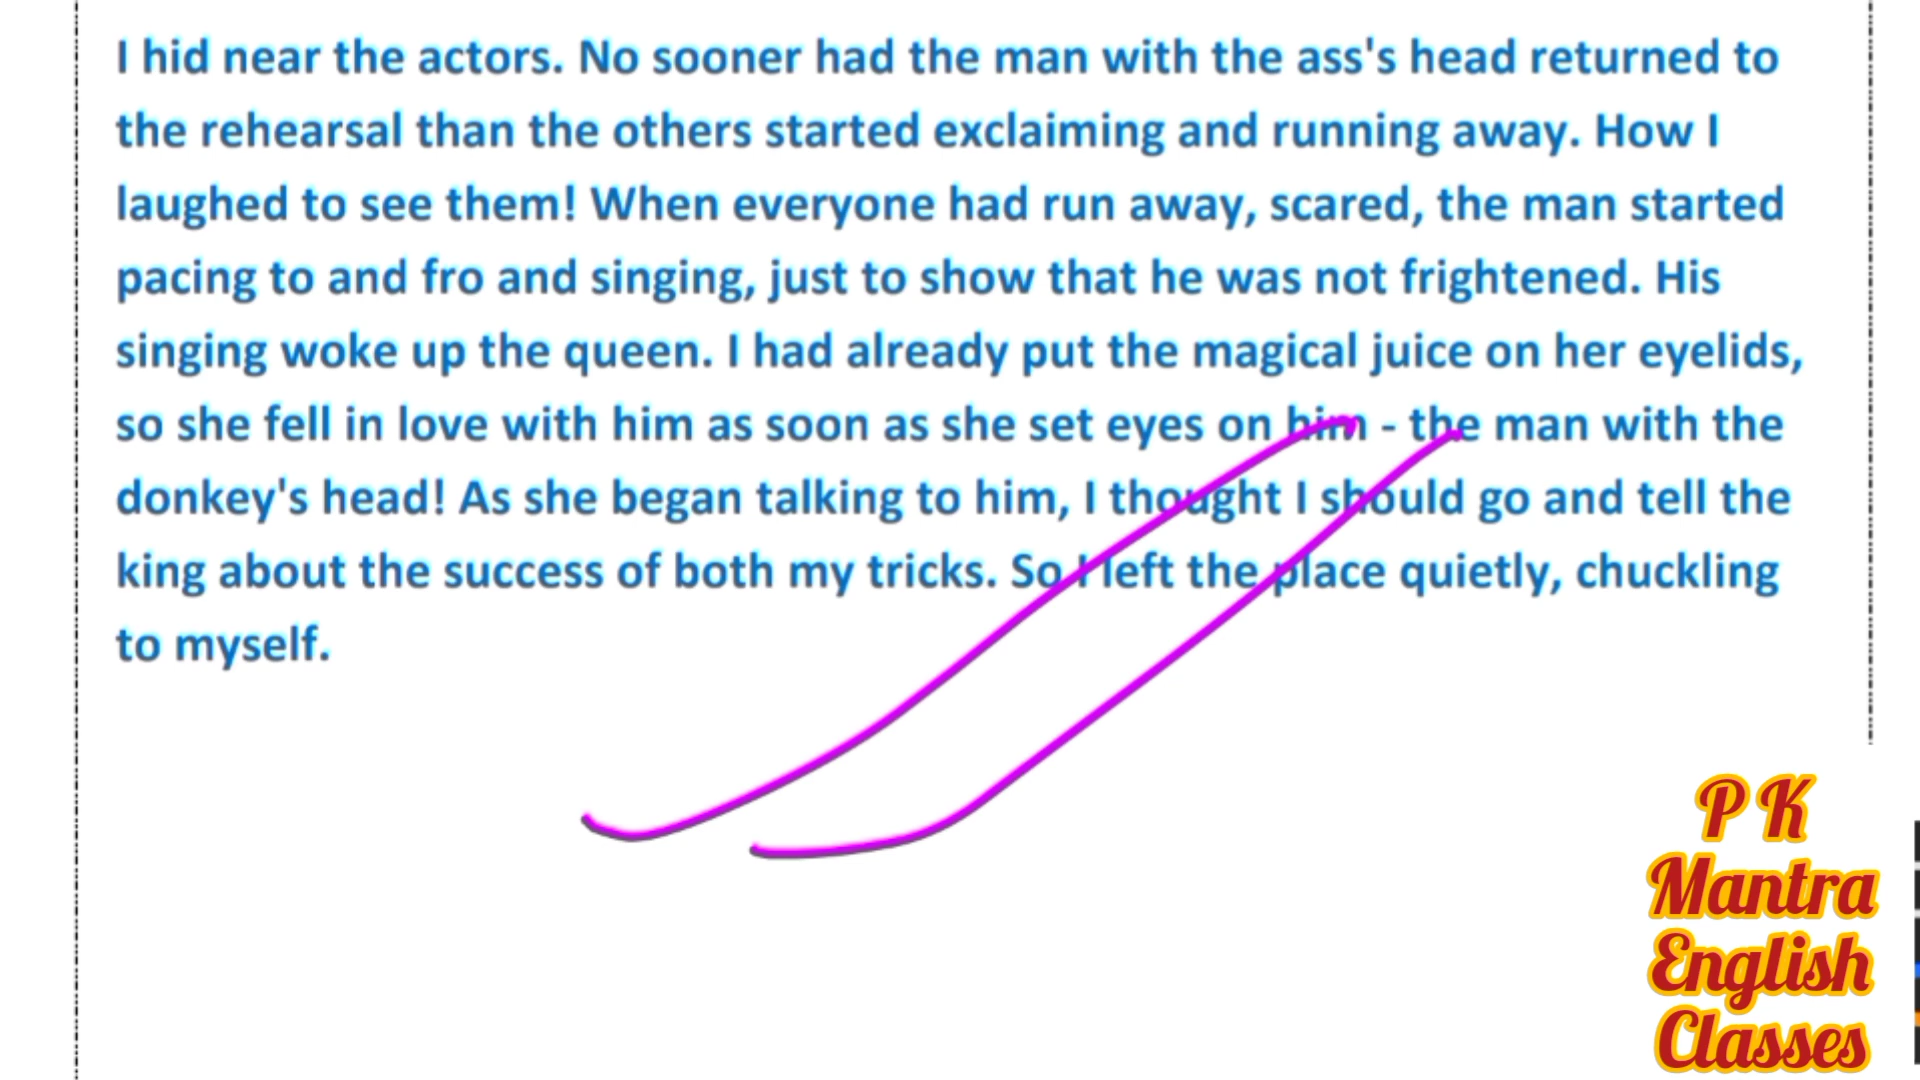 I hid near the actors. No sooner had the man with the ass's head returned to
the rehearsal than the others started exclaiming and running away. How I
laughed to see them! When everyone had run away, scared, the man started
pacing to and fro and singing, just to show that he was not frightened. His
singing woke up the queen. I had already put the magical juice on her eyelids,
so she fell in love with him as soon as she set eyes on him - the man with the
donkey's head! As she began talking to him, I thought I should go and tell the
king about the success of both my tricks. So I left the place quietly, chuckling
to myself.
P K
Mantra
English
Classes